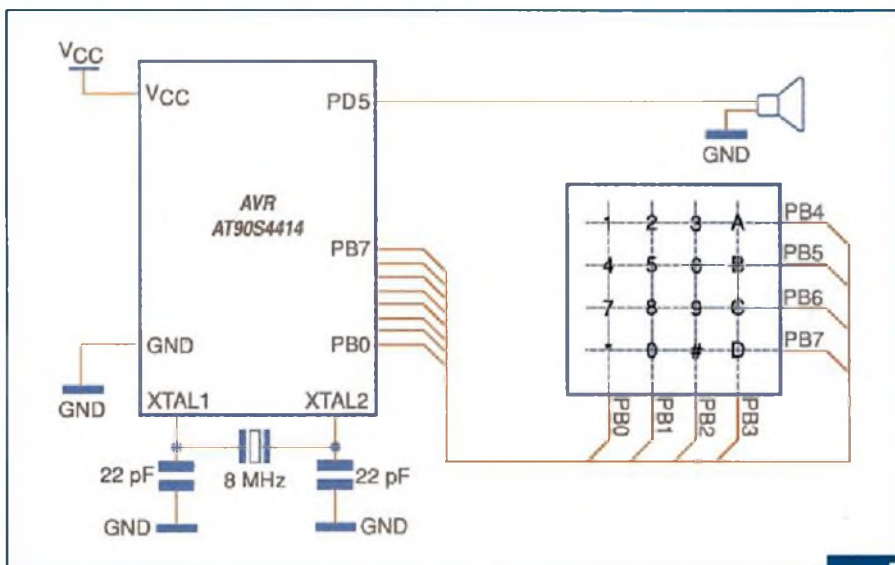 VCC
VCC
PD5
GND
AVR
AT90S4414
PB7
PB0
GND
GND
XTAL1 XTAL2
22 pF 8 MHz 22 pF
GND GND
1 2 3 A PB4
4 5 6 B PB5
7 8 9 C PB6
* 0 # D PB7
PB0 PB1 PB2 PB3